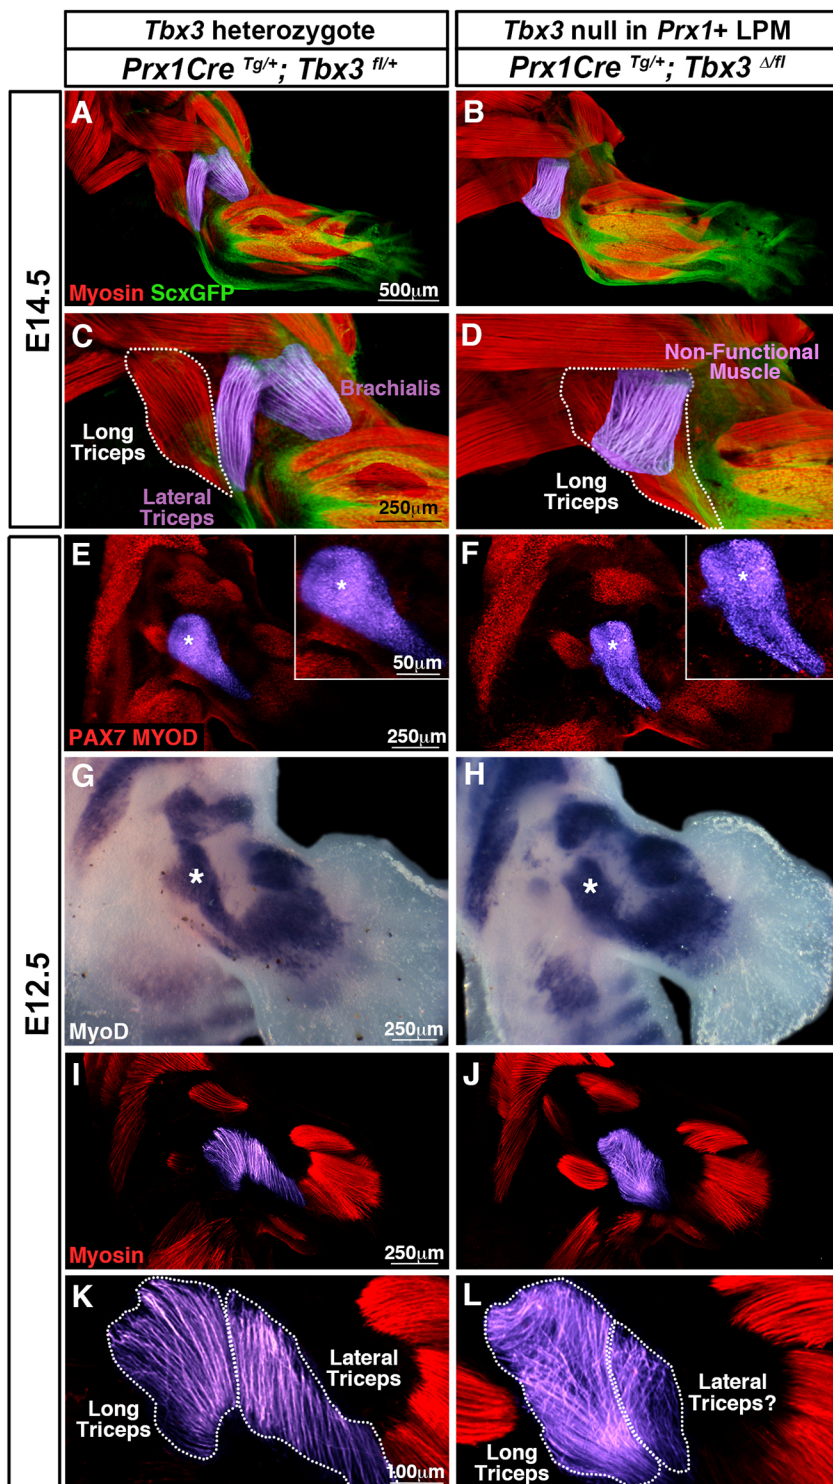 Tbx3 heterozygote
Tbx3 null in Prx1+ LPM
Prx1Cre Tg/+; Tbx3 fl/+
Prx1Cre Tg/+; Tbx3 Δ/fl
E14.5
A
B
Myosin ScxGFP
500μm
C
D
Brachialis
Long
Triceps
Lateral
Triceps
250μm
Non-Functional
Muscle
Long
Triceps
E12.5
E
*
*
50μm
PAX7 MYOD
250μm
F
*
*
G
*
MyoD
250μm
H
*
I
Myosin
250μm
J
K
Long
Triceps
Lateral
Triceps
100μm
L
Lateral
Triceps?
Long
Triceps